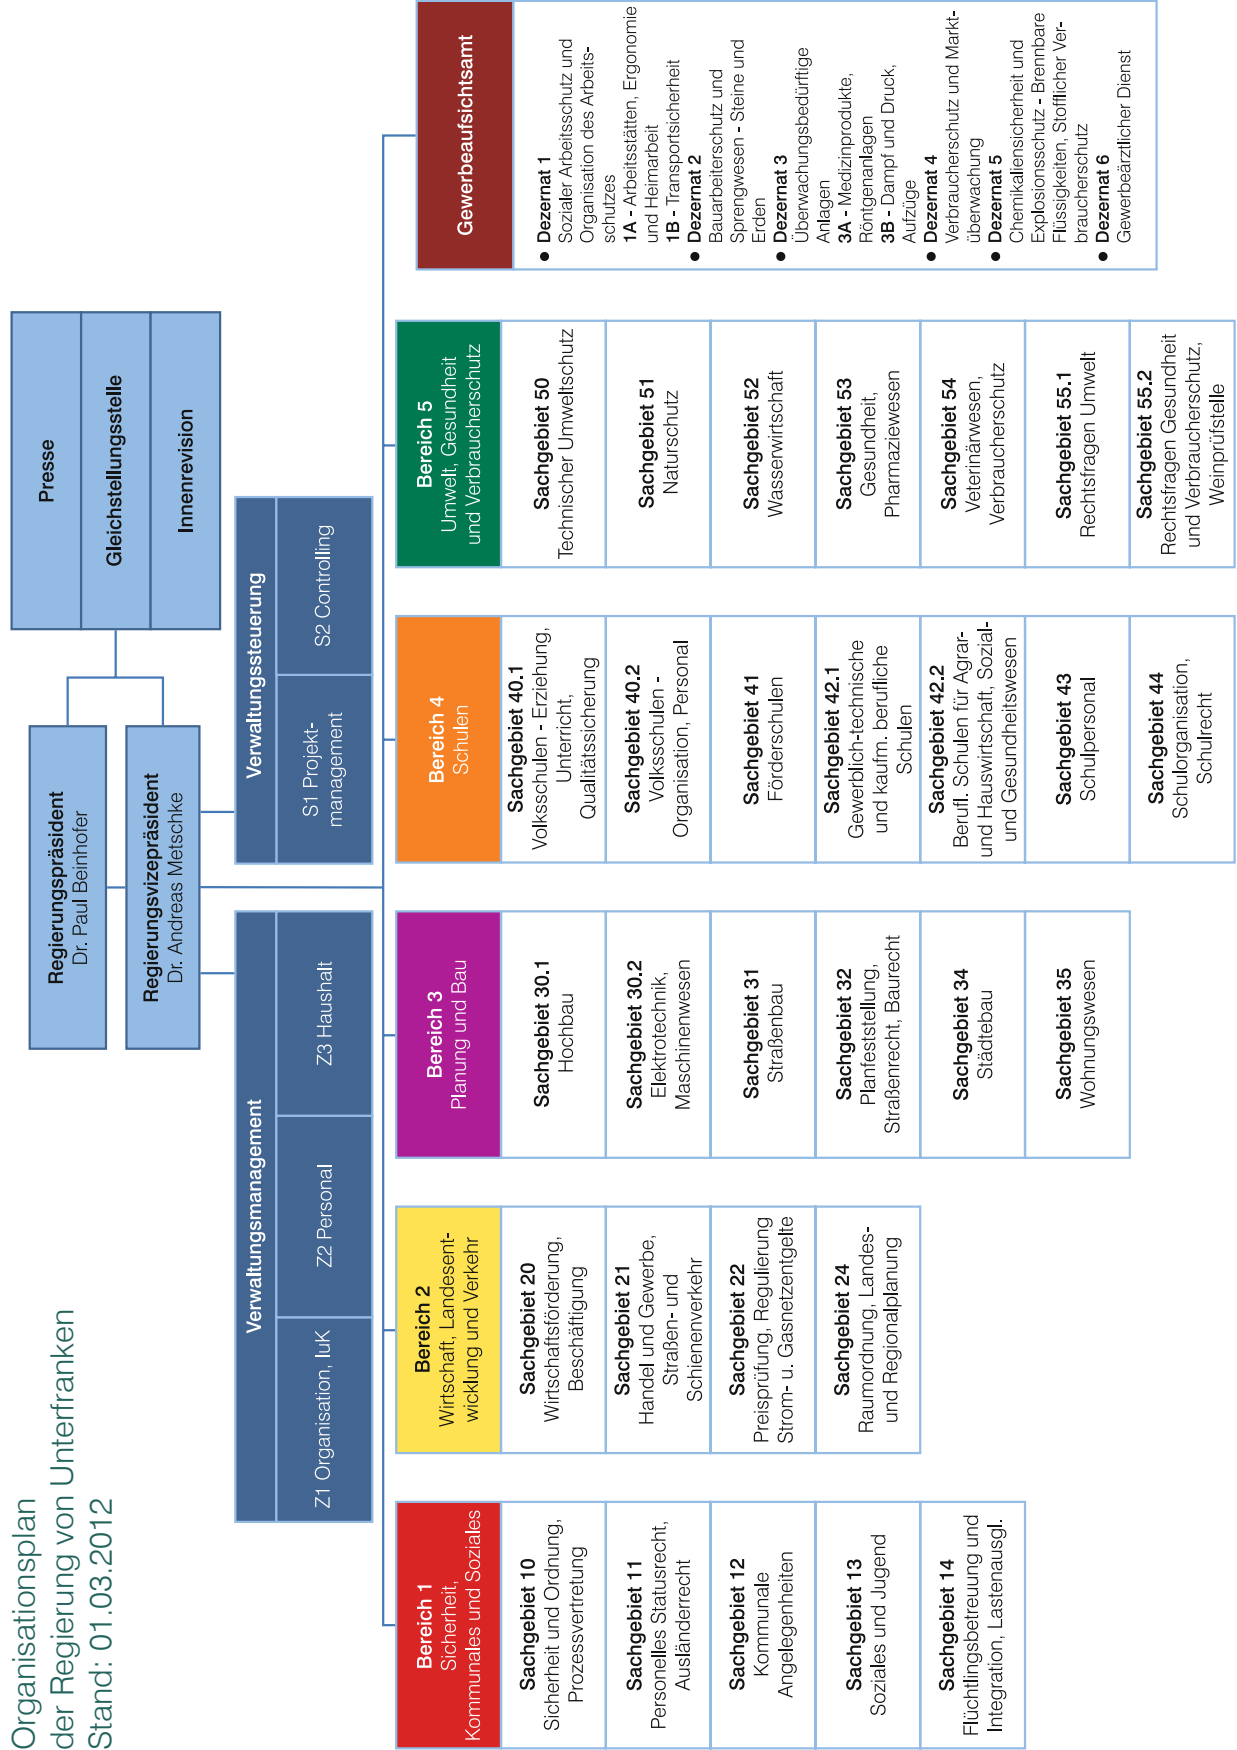 Organisationsplan
der Regierung von Unterfranken
Stand: 01.03.2012
Regierungspräsident
Dr. Paul Beinhofer
Regierungsvizepräsident
Dr. Andreas Metschke
Presse
Gleichstellungsstelle
Innenrevision
Verwaltungsmanagement
Z1 Organisation, IuK
Z2 Personal
Z3 Haushalt
Verwaltungssteuerung
S1 Projekt-
management
S2 Controlling
Bereich 1
Sicherheit,
Kommunales und Soziales
Sachgebiet 10
Sicherheit und Ordnung,
Prozessvertretung
Sachgebiet 11
Personelles Statusrecht,
Ausländerrecht
Sachgebiet 12
Kommunale
Angelegenheiten
Sachgebiet 13
Soziales und Jugend
Sachgebiet 14
Flüchtlingsbetreuung und
Integration, Lastenausgl.
Bereich 2
Wirtschaft, Landesent-
wicklung und Verkehr
Sachgebiet 20
Wirtschaftsförderung,
Beschäftigung
Sachgebiet 21
Handel und Gewerbe,
Straßen- und
Schienenverkehr
Sachgebiet 22
Preisprüfung, Regulierung
Strom- u. Gasnetzentgelte
Sachgebiet 24
Raumordnung, Landes-
und Regionalplanung
Bereich 3
Planung und Bau
Sachgebiet 30.1
Hochbau
Sachgebiet 30.2
Elektrotechnik,
Maschinenwesen
Sachgebiet 31
Straßenbau
Sachgebiet 32
Planfeststellung,
Straßenrecht, Baurecht
Sachgebiet 34
Städtebau
Sachgebiet 35
Wohnungswesen
Bereich 4
Schulen
Sachgebiet 40.1
Volksschulen - Erziehung,
Unterricht,
Qualitätssicherung
Sachgebiet 40.2
Volksschulen -
Organisation, Personal
Sachgebiet 41
Förderschulen
Sachgebiet 42.1
Gewerblich-technische
und kaufm. berufliche
Schulen
Sachgebiet 42.2
Berufl. Schulen für Agrar-
und Hauswirtschaft, Sozial-
und Gesundheitswesen
Sachgebiet 43
Schulpersonal
Sachgebiet 44
Schulorganisation,
Schulrecht
Bereich 5
Umwelt, Gesundheit
und Verbraucherschutz
Sachgebiet 50
Technischer Umweltschutz
Sachgebiet 51
Naturschutz
Sachgebiet 52
Wasserwirtschaft
Sachgebiet 53
Gesundheit,
Pharmaziewesen
Sachgebiet 54
Veterinärwesen,
Verbraucherschutz
Sachgebiet 55.1
Rechtsfragen Umwelt
Sachgebiet 55.2
Rechtsfragen Gesundheit
und Verbraucherschutz,
Weinprüfstelle
Gewerbeaufsichtsamt
● Dezernat 1
Sozialer Arbeitsschutz und
Organisation des Arbeits-
schutzes
1A - Arbeitsstätten, Ergonomie
und Heimarbeit
1B - Transportsicherheit
● Dezernat 2
Bauarbeiterschutz und
Sprengwesen - Steine und
Erden
● Dezernat 3
Überwachungsbedürftige
Anlagen
3A - Medizinprodukte,
Röntgenanlagen
3B - Dampf und Druck,
Aufzüge
● Dezernat 4
Verbraucherschutz und Markt-
überwachung
● Dezernat 5
Chemikaliensicherheit und
Explosionsschutz - Brennbare
Flüssigkeiten, Stofflicher Ver-
braucherschutz
● Dezernat 6
Gewerbeärztlicher Dienst